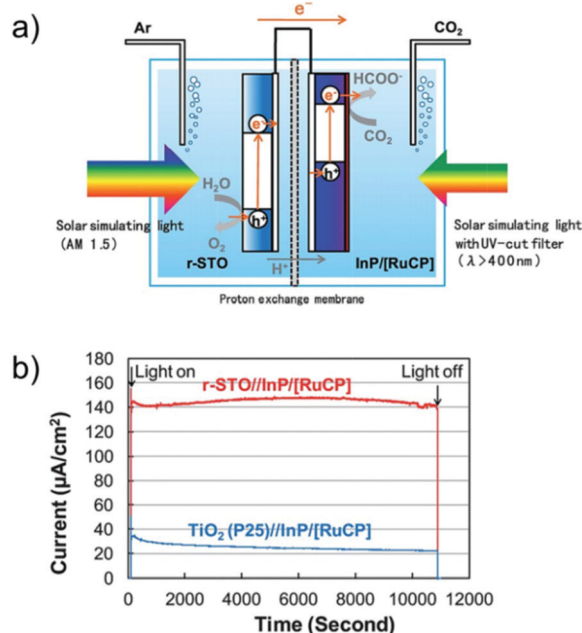 a)
e⁻
Ar
CO₂
HCOO⁻
e⁻
e⁻
CO₂
h⁺
H₂O
h⁺
O₂
Solar simulating light
(AM 1.5)
Solar simulating light
with UV-cut filter
(λ>400nm)
r-STO
H⁺
InP/[RuCP]
Proton exchange membrane
b)
180
160
140
120
100
80
60
40
20
0
Current (µA/cm²)
Light on
Light off
r-STO//InP/[RuCP]
TiO₂ (P25)//InP/[RuCP]
0 2000 4000 6000 8000 10000 12000
Time (Second)